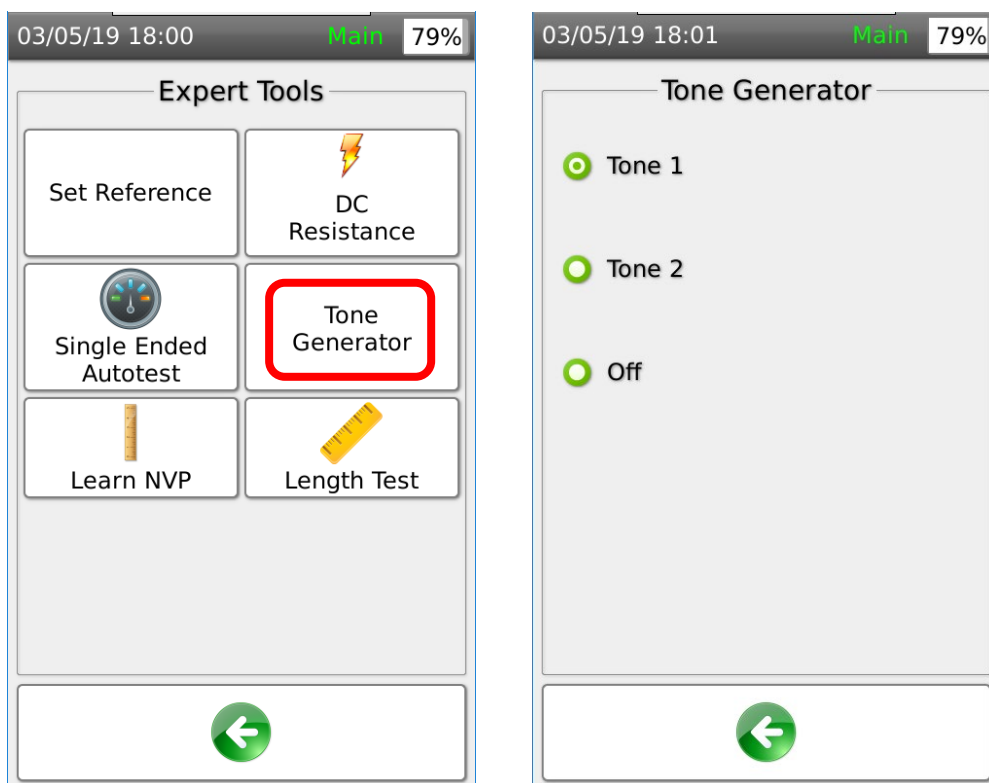 03/05/19 18:00 Main 79%
Expert Tools
Set Reference
DC
Resistance
Single Ended
Autotest
Tone
Generator
Learn NVP
Length Test
03/05/19 18:01 Main 79%
Tone Generator
Tone 1
Tone 2
Off